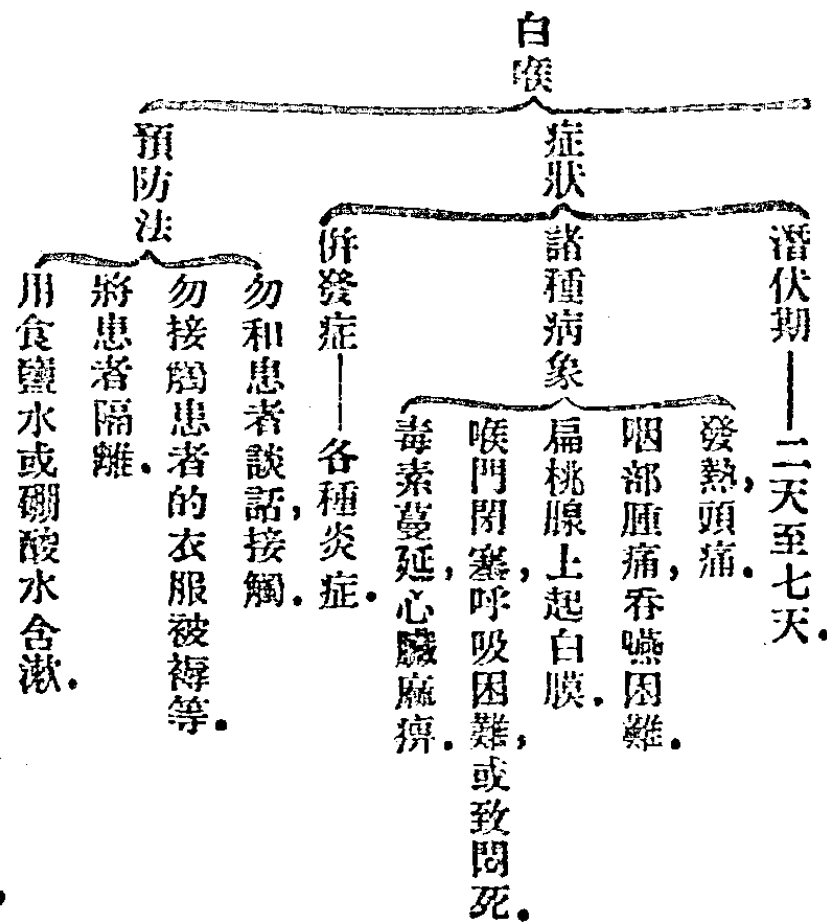 白喉
症狀
潛伏期——二天至七天.
諸種病象
發熱,頭痛.
咽部腫痛,吞嚥困難.
扁桃腺上起白膜.
喉門閉塞,呼吸困難,或致悶死.
毒素蔓延,心臟麻痹.
併發症——各種炎症.
預防法
勿和患者談話,接觸.
勿接觸患者的衣服被褥等.
將患者隔離.
用食鹽水或硼酸水含漱.